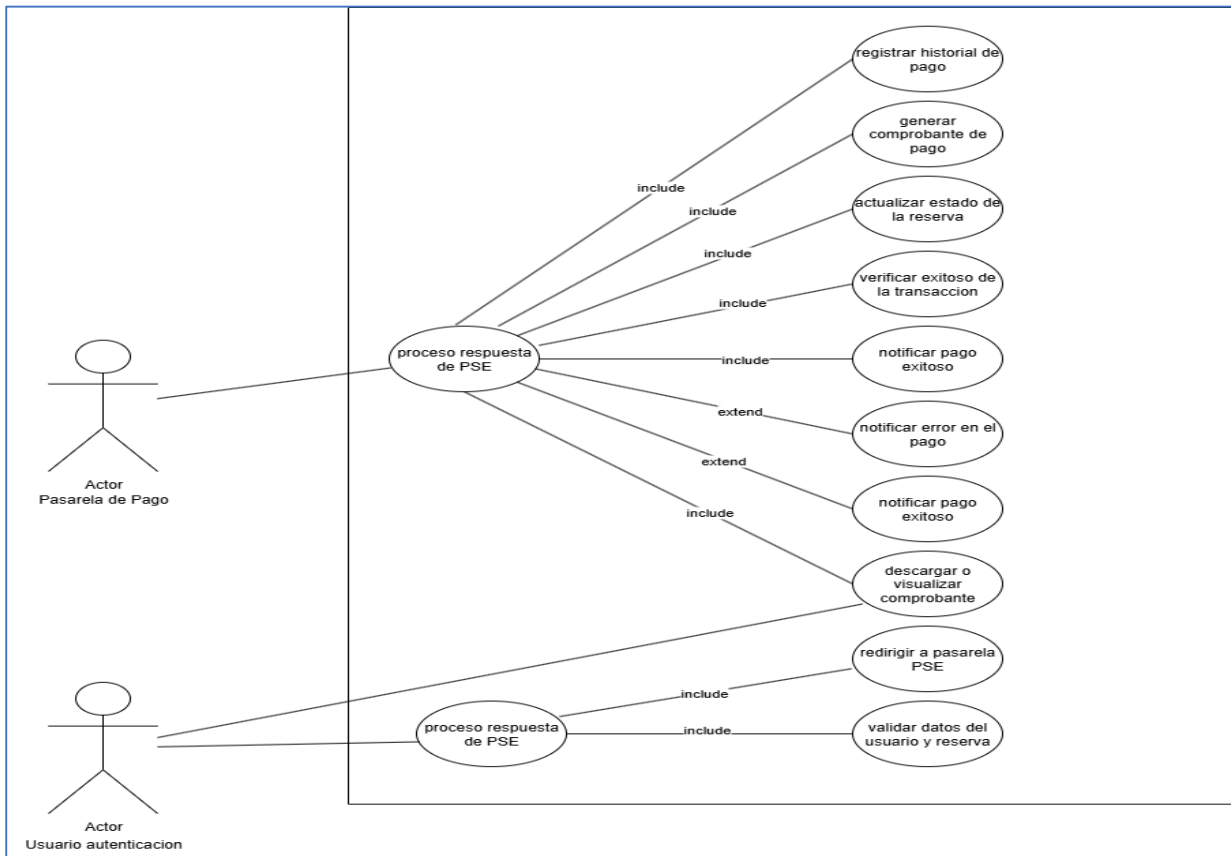 registrar historial de
pago
generar
comprobante de
pago
include
include
actualizar estado de
la reserva
include
verificar exitoso de
la transaccion
include
proceso respuesta
de PSE
include
notificar pago
exitoso
extend
notificar error en el
pago
extend
Actor
Pasarela de Pago
notificar pago
exitoso
include
descargar o
visualizar
comprobante
redirigir a pasarela
PSE
include
proceso respuesta
de PSE
include
validar datos del
usuario y reserva
Actor
Usuario autenticacion